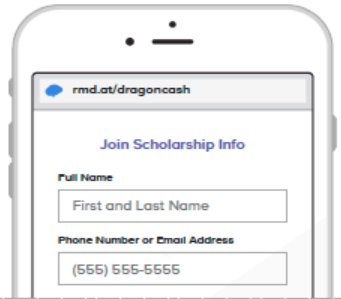 rmd.at/dragoncash
Join Scholarship Info
Full Name
First and Last Name
Phone Number or Email Address
(555) 555-5555